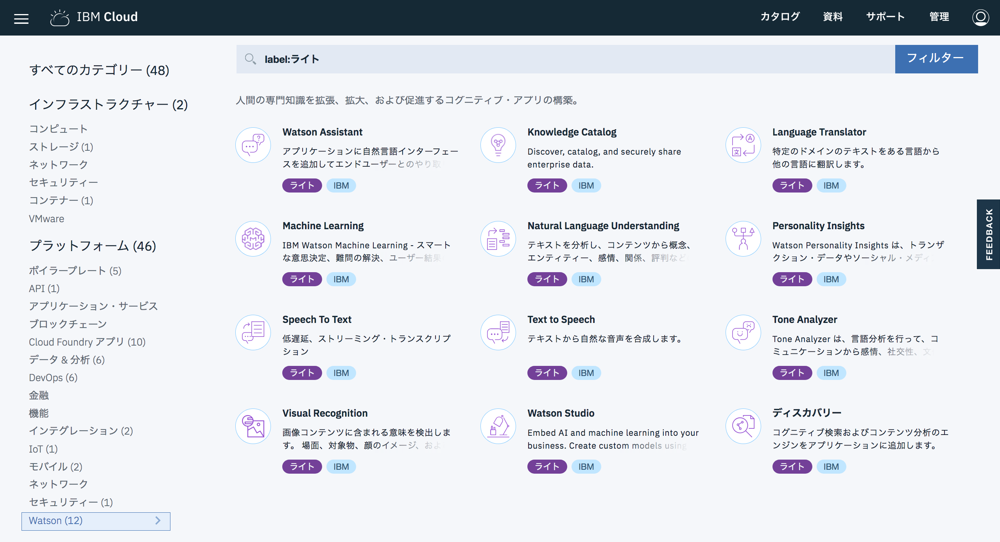 IBM Cloud
カタログ 資料 サポート 管理
label:ライト
フィルター
すべてのカテゴリー (48)
インフラストラクチャー (2)
コンピュート
ストレージ (1)
ネットワーク
セキュリティー
コンテナー (1)
VMware
プラットフォーム (46)
ボイラープレート (5)
API (1)
アプリケーション・サービス
ブロックチェーン
Cloud Foundry アプリ (10)
データ & 分析 (6)
DevOps (6)
金融
機能
インテグレーション (2)
IoT (1)
モバイル (2)
ネットワーク
セキュリティー (1)
Watson (12)
人間の専門知識を拡張、拡大、および促進するコグニティブ・アプリの構築。
Watson Assistant
アプリケーションに自然言語インターフェー
スを追加してエンドユーザーとのやり取
ライト IBM
Knowledge Catalog
Discover, catalog, and securely share
enterprise data.
ライト IBM
Language Translator
特定のドメインのテキストをある言語から
他の言語に翻訳します。
ライト IBM
Machine Learning
IBM Watson Machine Learning - スマート
な意思決定、難問の解決、ユーザー結果
ライト IBM
Natural Language Understanding
テキストを分析し、コンテンツから概念、
エンティティー、感情、関係、評判など
ライト IBM
Personality Insights
Watson Personality Insights は、トランザ
クション・データやソーシャル・メディ
ライト IBM
Speech To Text
低遅延、ストリーミング・トランスクリプ
ション
ライト IBM
Text to Speech
テキストから自然な音声を合成します。
ライト IBM
Tone Analyzer
Tone Analyzer は、言語分析を行って、コ
ミュニケーションから感情、社交性、文
ライト IBM
Visual Recognition
画像コンテンツに含まれる意味を検出しま
す。 場面、対象物、顔のイメージ、およ
ライト IBM
Watson Studio
Embed AI and machine learning into your
business. Create custom models using
ライト IBM
ディスカバリー
コグニティブ検索およびコンテンツ分析のエ
ンジンをアプリケーションに追加します。
ライト IBM
FEEDBACK